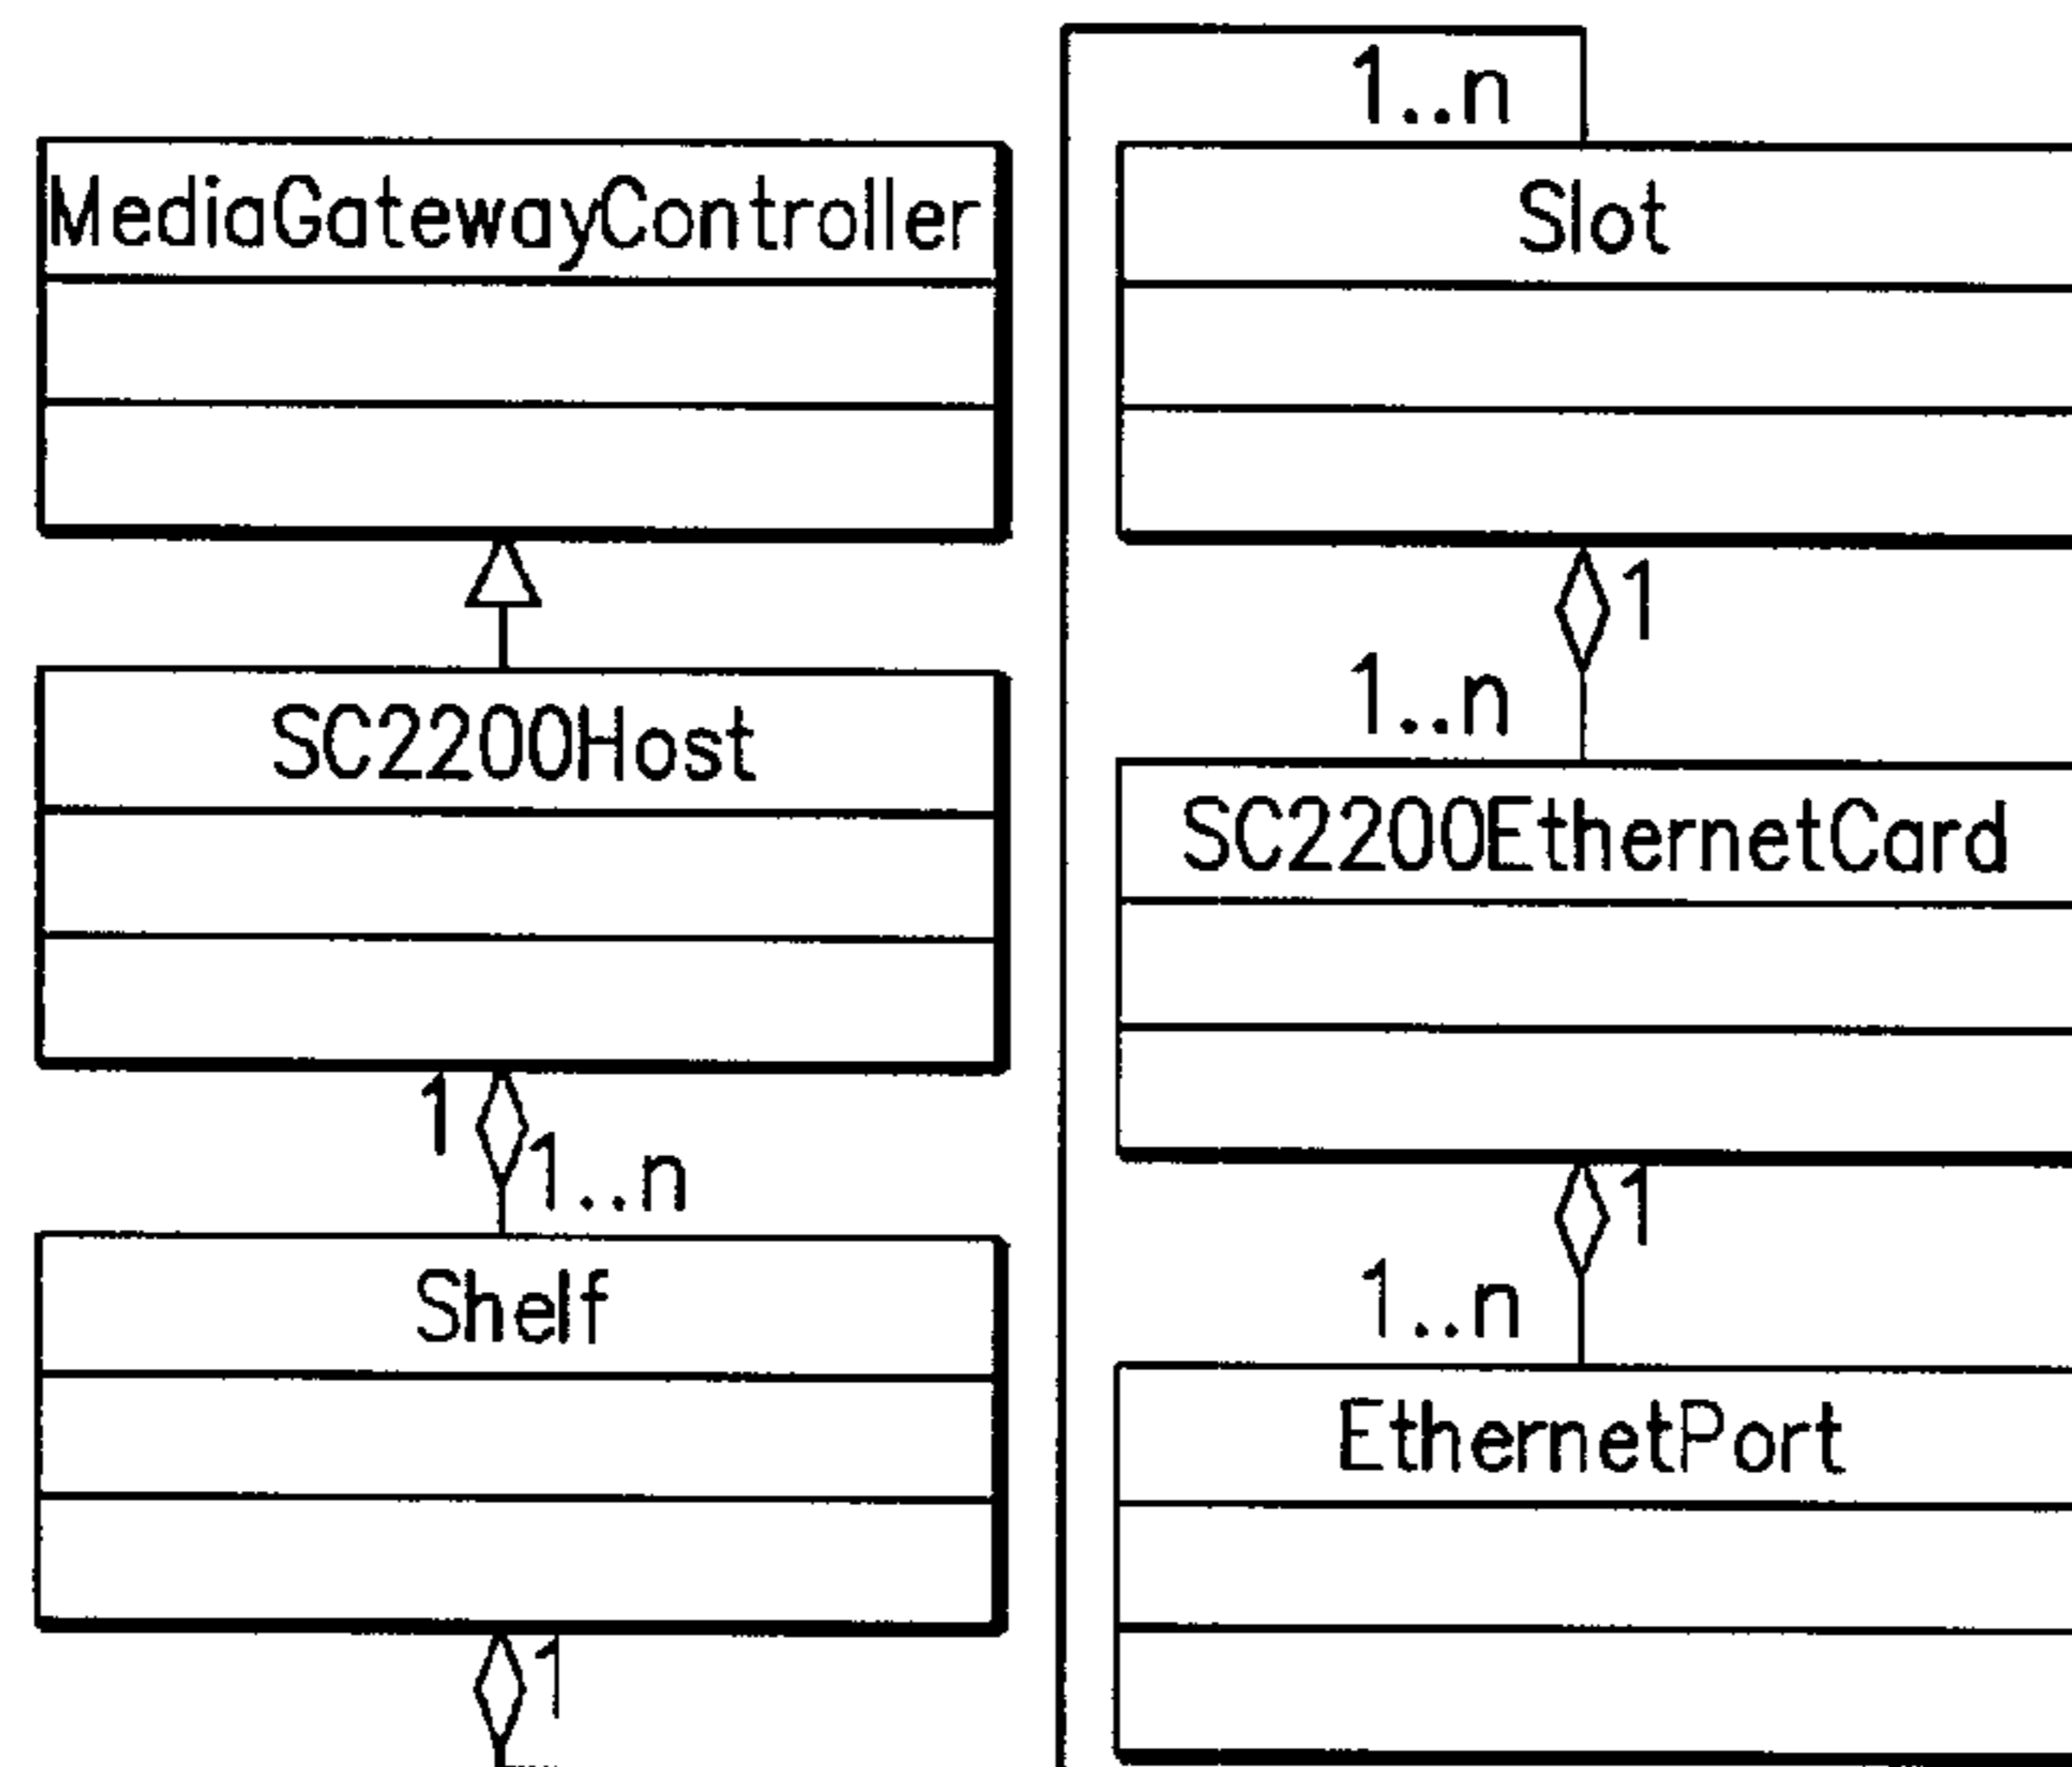 MediaGatewayController
SC2200Host
1
1..n
Shelf
1
1..n
Slot
1
1..n
SC2200EthernetCard
1
1..n
EthernetPort